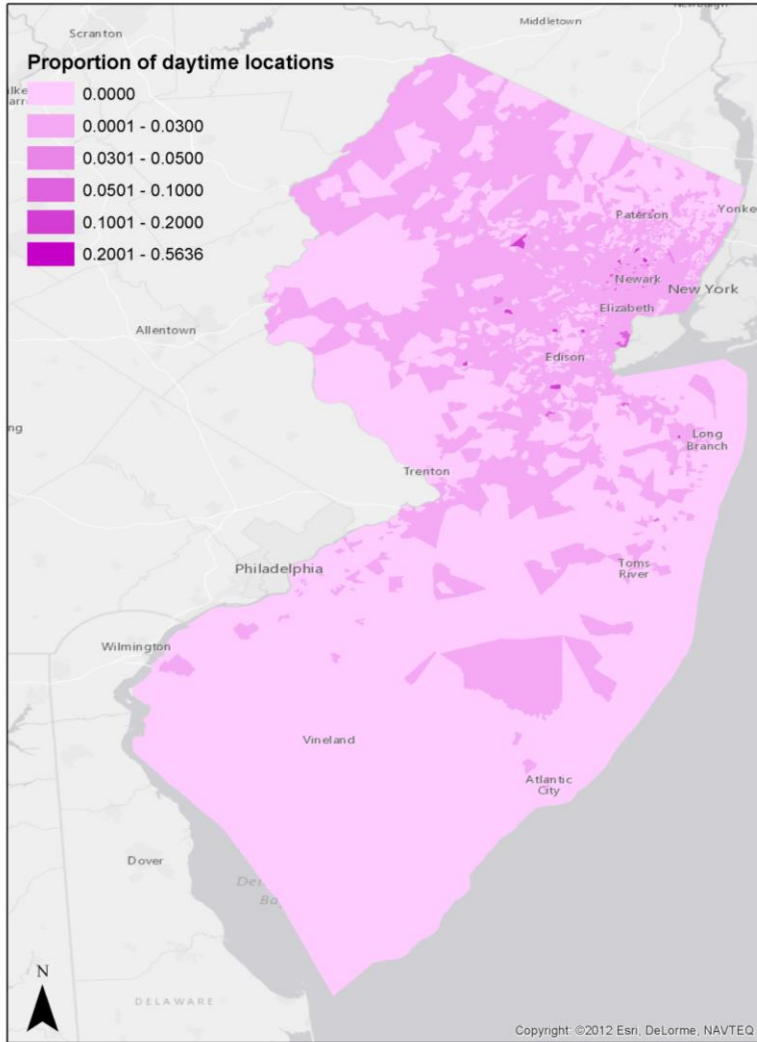 Newburgh
Scranton
Middletown
Proportion of daytime locations
0.0000
0.0001 - 0.0300
0.0301 - 0.0500
0.0501 - 0.1000
0.1001 - 0.2000
0.2001 - 0.5636
Paterson
Yonke
Newark
New York
Elizabeth
Allentown
Edison
ng
Long
Branch
Trenton
Philadelphia
Toms
River
Wilmington
Vineland
Atlantic
City
Dover
N
DELAWARE
Copyright: ©2012 Esri, DeLorme, NAVTEQ